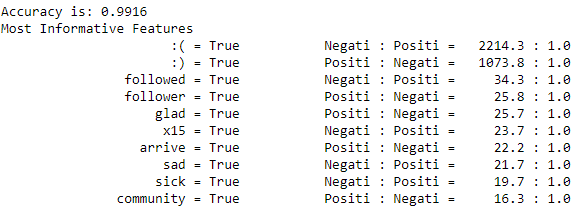 Accuracy is: 0.9916
Most Informative Features
:( = True Negati : Positi = 2214.3 : 1.0
:) = True Positi : Negati = 1073.8 : 1.0
followed = True Negati : Positi = 34.3 : 1.0
follower = True Positi : Negati = 25.8 : 1.0
glad = True Positi : Negati = 25.7 : 1.0
x15 = True Negati : Positi = 23.7 : 1.0
arrive = True Positi : Negati = 22.2 : 1.0
sad = True Negati : Positi = 21.7 : 1.0
sick = True Negati : Positi = 19.7 : 1.0
community = True Positi : Negati = 16.3 : 1.0